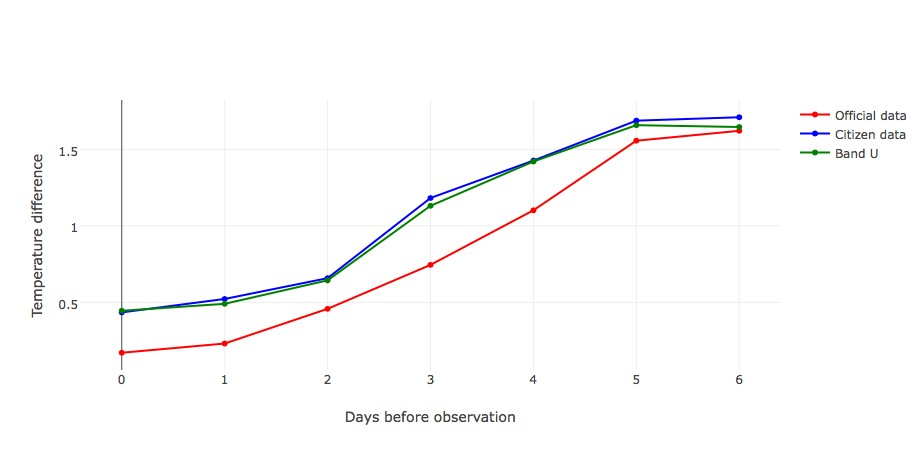 Official data
Citizen data
Band U
Temperature difference
1.5
1
0.5
0 1 2 3 4 5 6
Days before observation